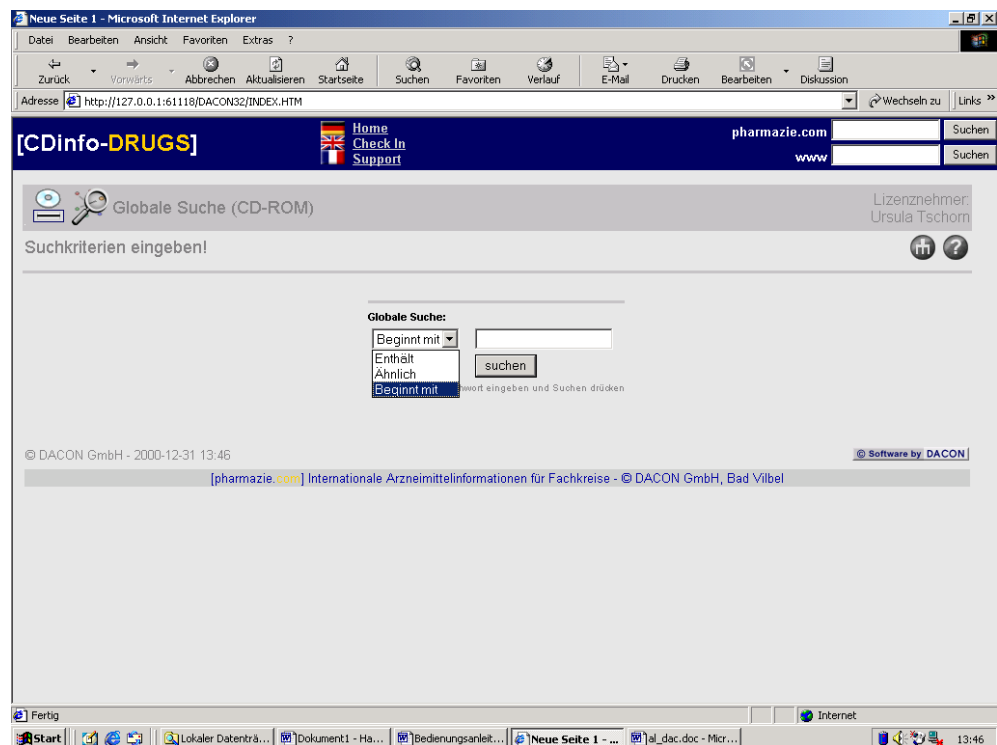 Neue Seite 1 - Microsoft Internet Explorer
Datei Bearbeiten Ansicht Favoriten Extras ?
Zurück Vorwärts Abbrechen Aktualisieren Startseite Suchen Favoriten Verlauf E-Mail Drucken Bearbeiten Diskussion
Adresse http://127.0.0.1:61118/DACON32/INDEX.HTM Wechseln zu Links »
[CDinfo-DRUGS]
Home
Check In
Support
pharmazie.com Suchen
www Suchen
Globale Suche (CD-ROM)
Lizenznehmer:
Ursula Tschorn
Suchkriterien eingeben!
Globale Suche:
Beginnt mit
Enthält
Ähnlich
Beginnt mit
suchen
eingeben und Suchen drücken
© DACON GmbH - 2000-12-31 13:46
© Software by DACON
[pharmazie.com] Internationale Arzneimittelinformationen für Fachkreise - © DACON GmbH, Bad Vilbel
Fertig Internet
Start Lokaler Datenträ... Dokument1 - Ha... Bedienungsanleit... Neue Seite 1 - ... al_dac.doc - Micr... 13:46